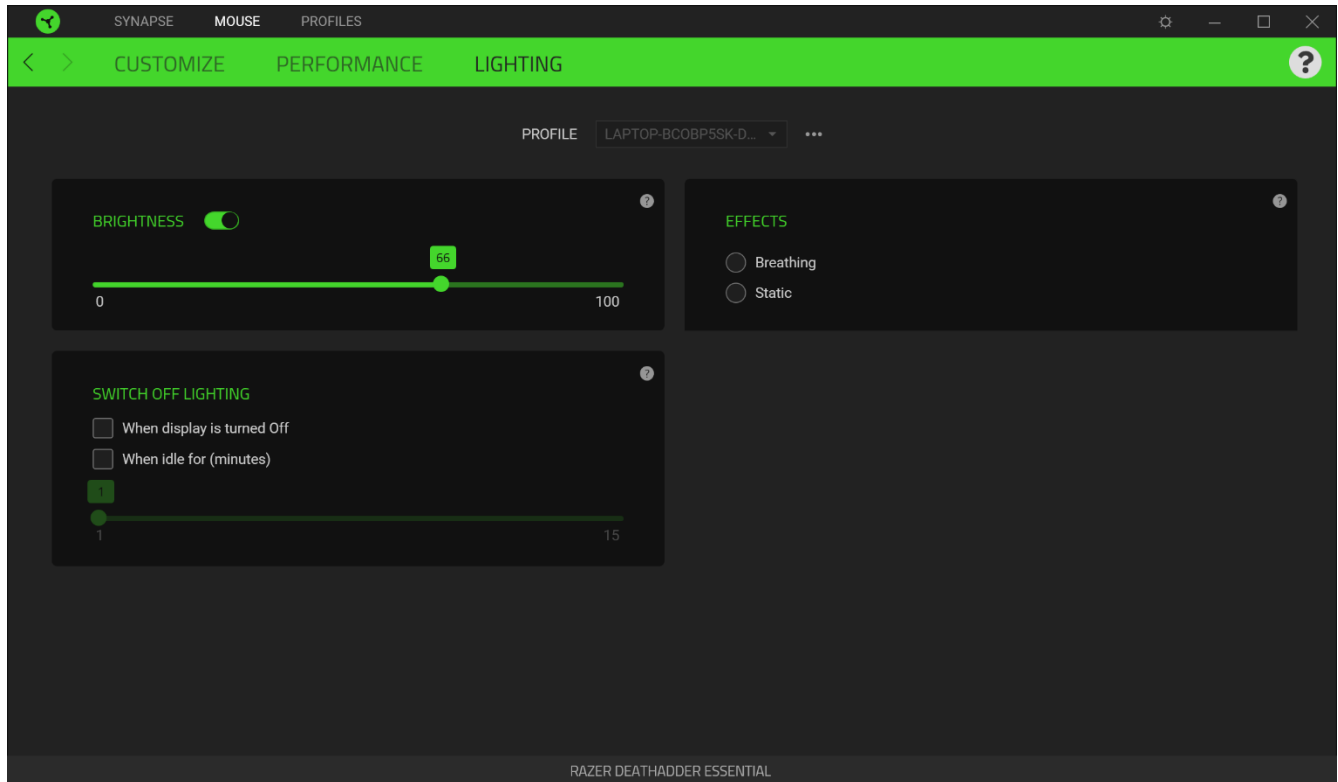 SYNAPSE MOUSE PROFILES
CUSTOMIZE PERFORMANCE LIGHTING ?
PROFILE LAPTOP-BCOBP5SK-D... •••
BRIGHTNESS ?
66
0 100
EFFECTS ?
Breathing
Static
SWITCH OFF LIGHTING ?
When display is turned Off
When idle for (minutes)
1
1 15
RAZER DEATHADDER ESSENTIAL